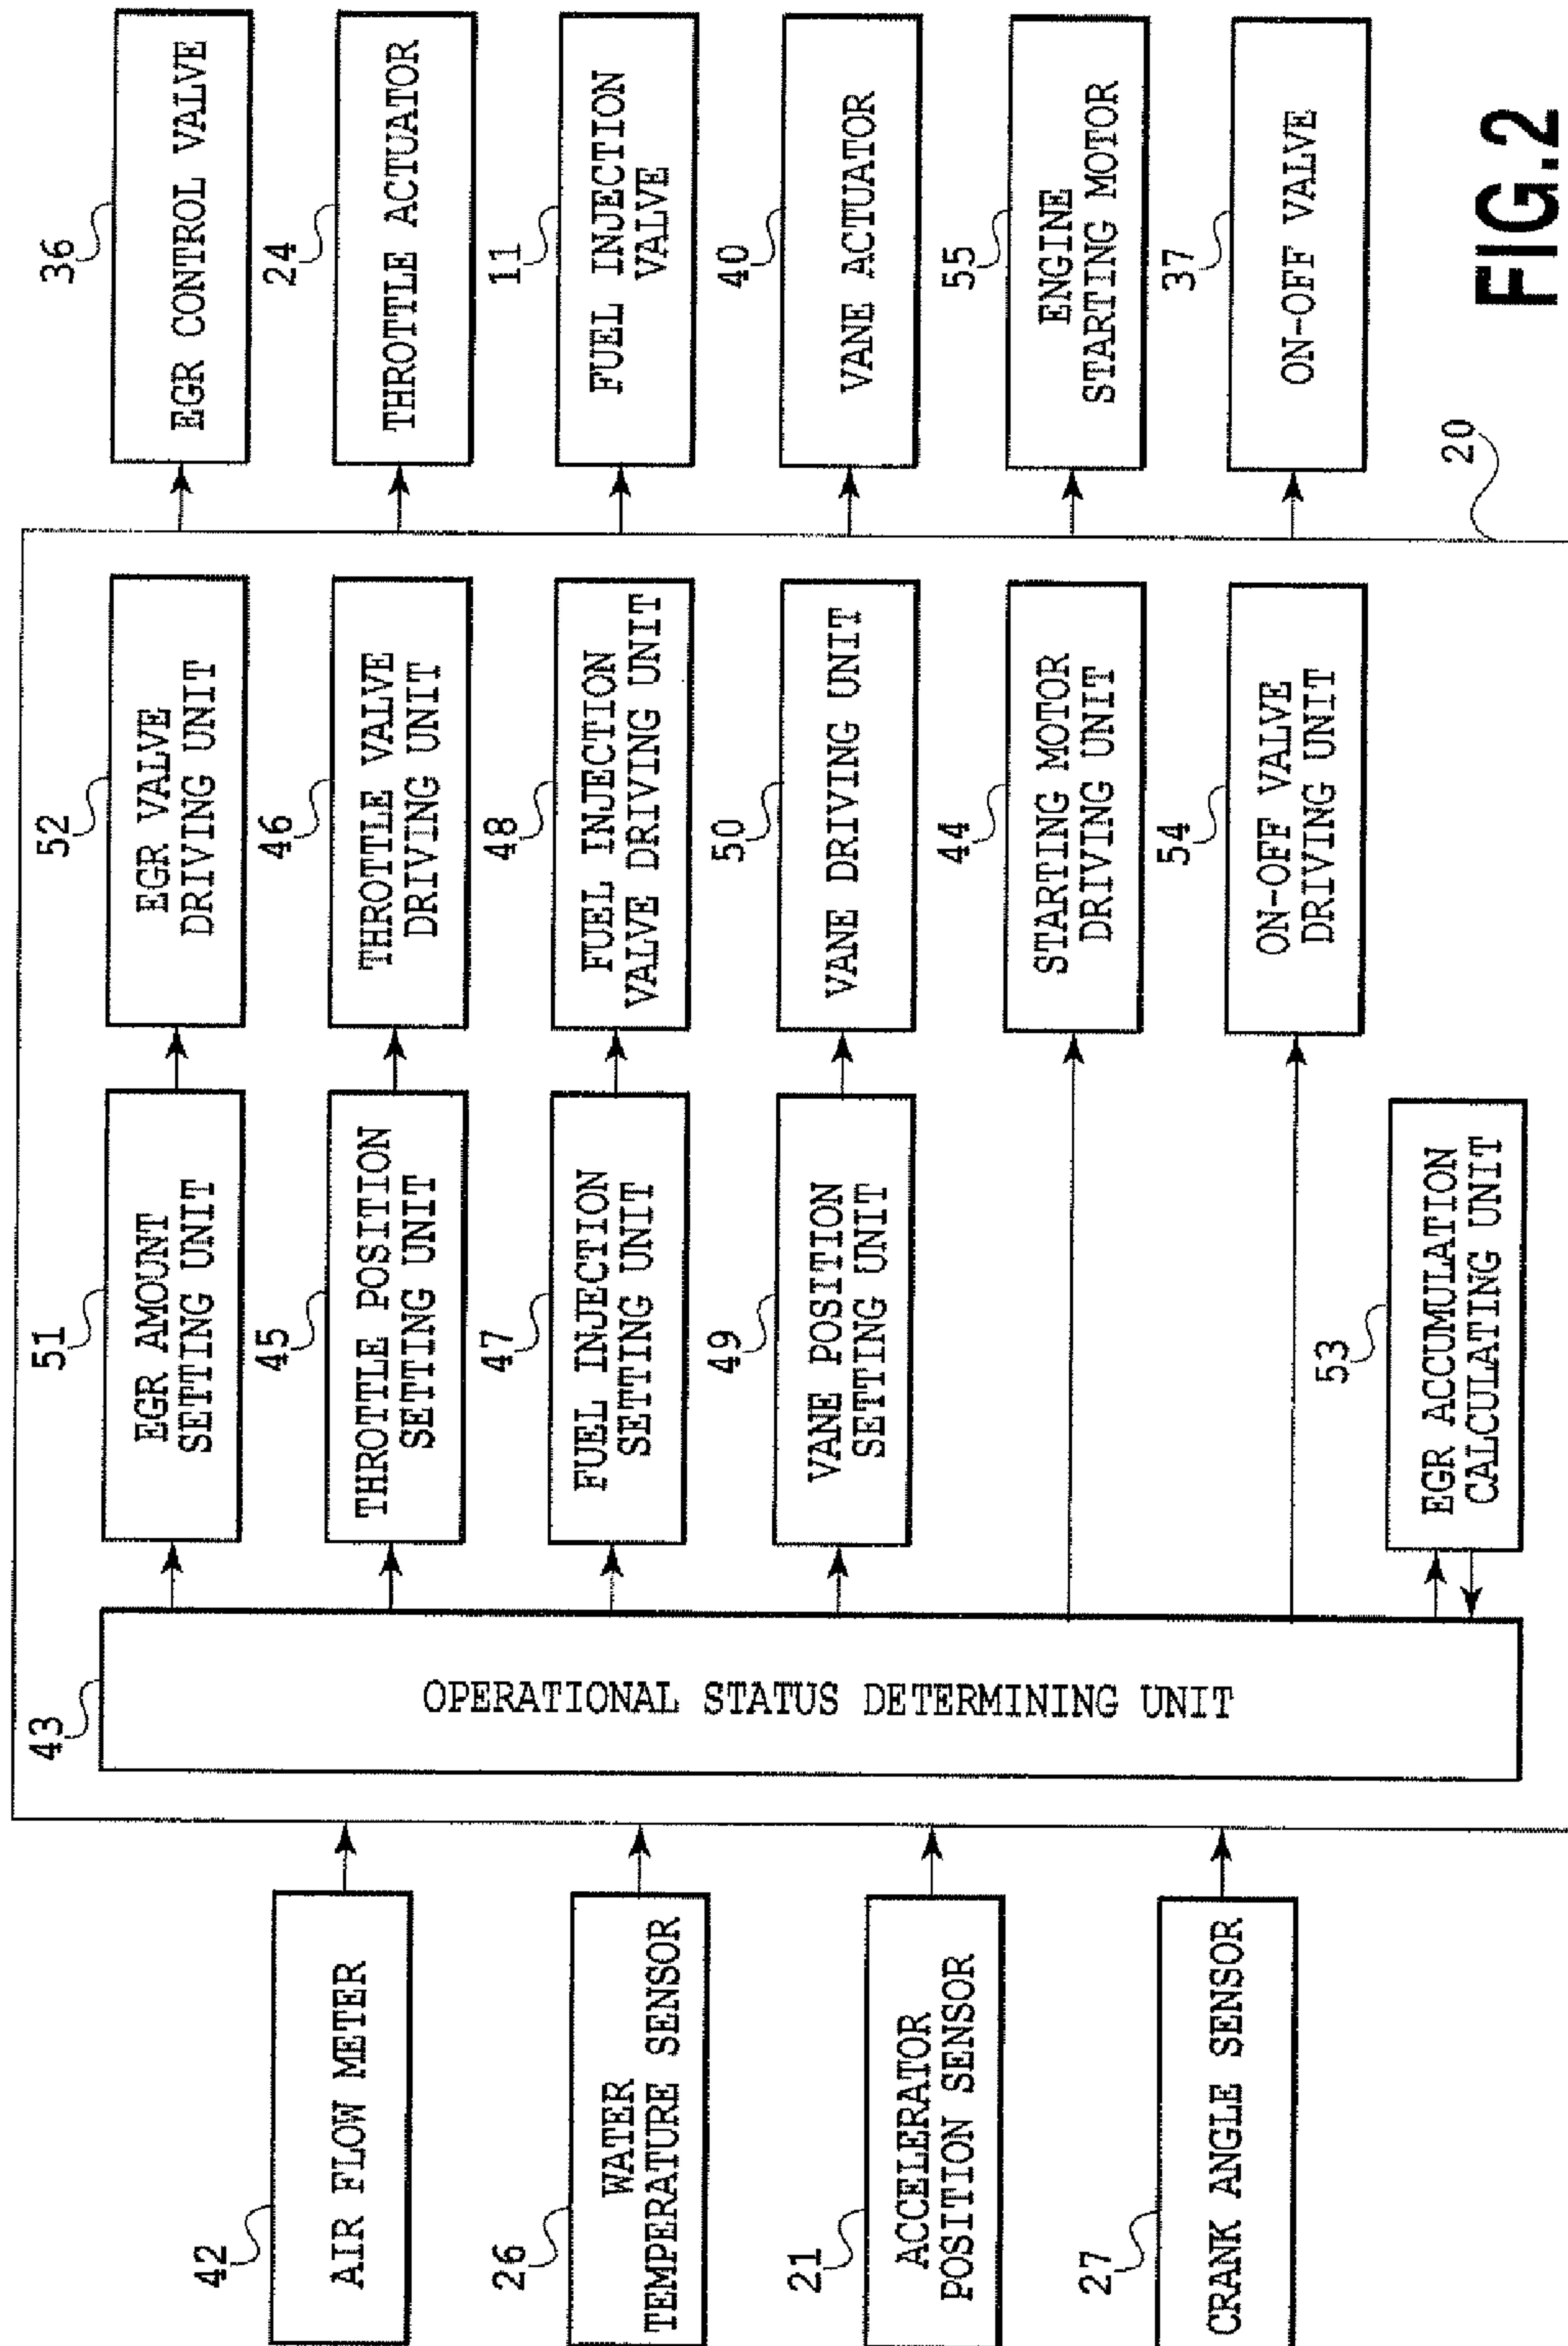 42
AIR FLOW METER
26
WATER
TEMPERATURE SENSOR
21
ACCELERATOR
POSITION SENSOR
27
CRANK ANGLE SENSOR
43
OPERATIONAL STATUS DETERMINING UNIT
51
EGR AMOUNT
SETTING UNIT
45
THROTTLE POSITION
SETTING UNIT
47
FUEL INJECTION
SETTING UNIT
49
VANE POSITION
SETTING UNIT
53
EGR ACCUMULATION
CALCULATING UNIT
52
EGR VALVE
DRIVING UNIT
46
THROTTLE VALVE
DRIVING UNIT
48
FUEL INJECTION
VALVE DRIVING UNIT
50
VANE DRIVING UNIT
44
STARTING MOTOR
DRIVING UNIT
54
ON-OFF VALVE
DRIVING UNIT
20
36
EGR CONTROL VALVE
24
THROTTLE ACTUATOR
11
FUEL INJECTION
VALVE
40
VANE ACTUATOR
55
ENGINE
STARTING MOTOR
37
ON-OFF VALVE
FIG.2